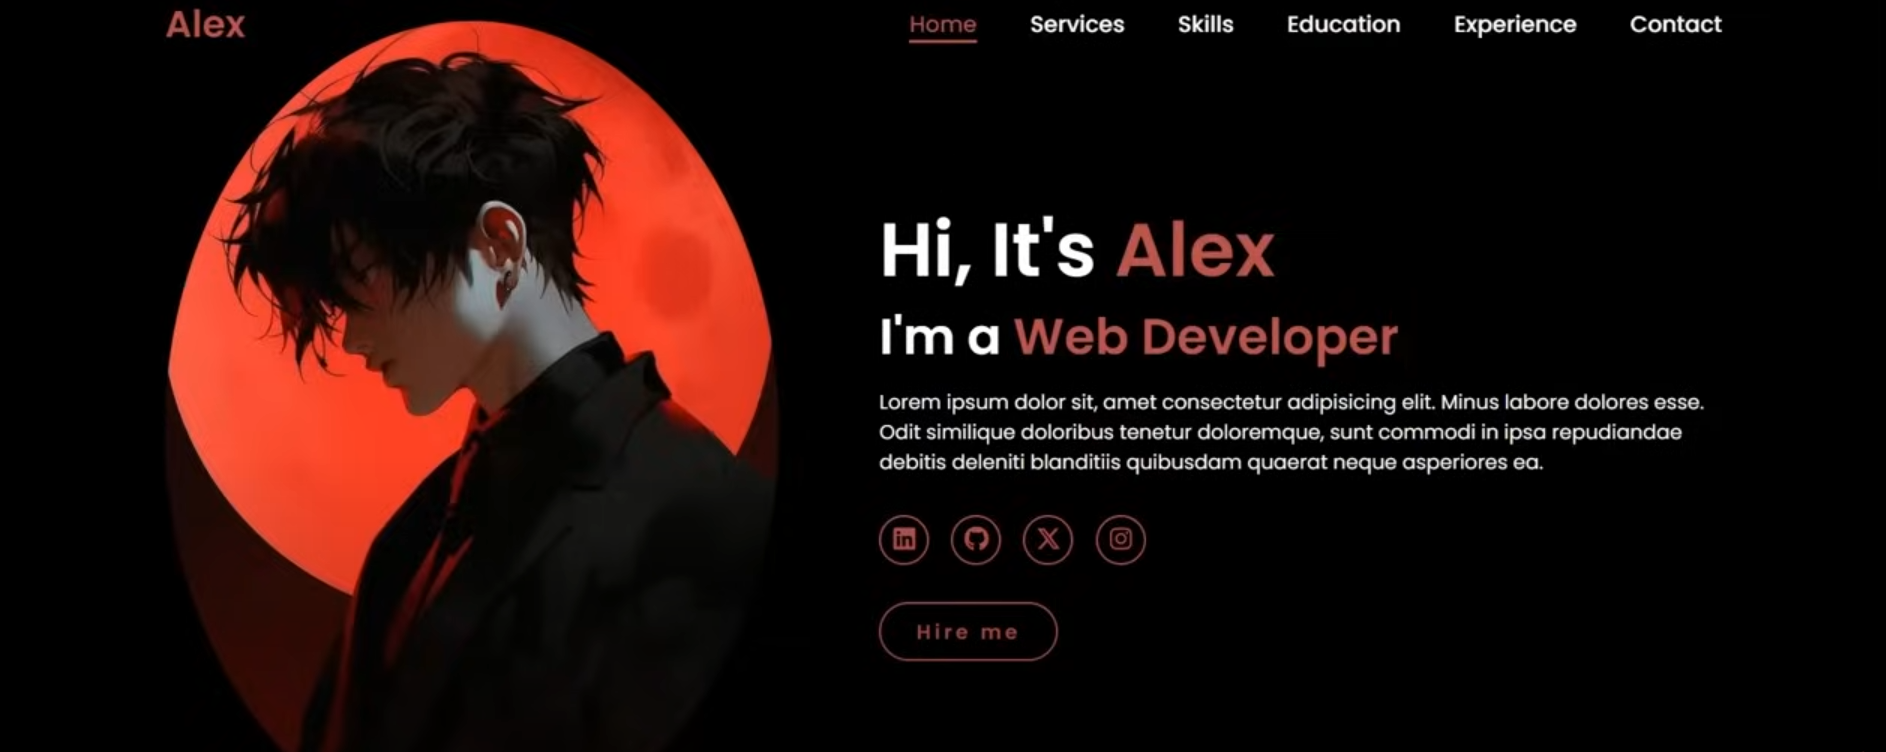 Alex
Home Services Skills Education Experience Contact
Hi, It's Alex
I'm a Web Developer
Lorem ipsum dolor sit, amet consectetur adipisicing elit. Minus labore dolores esse.
Odit similique doloribus tenetur doloremque, sunt commodi in ipsa repudiandae
debitis deleniti blanditiis quibusdam quaerat neque asperiores ea.
Hire me